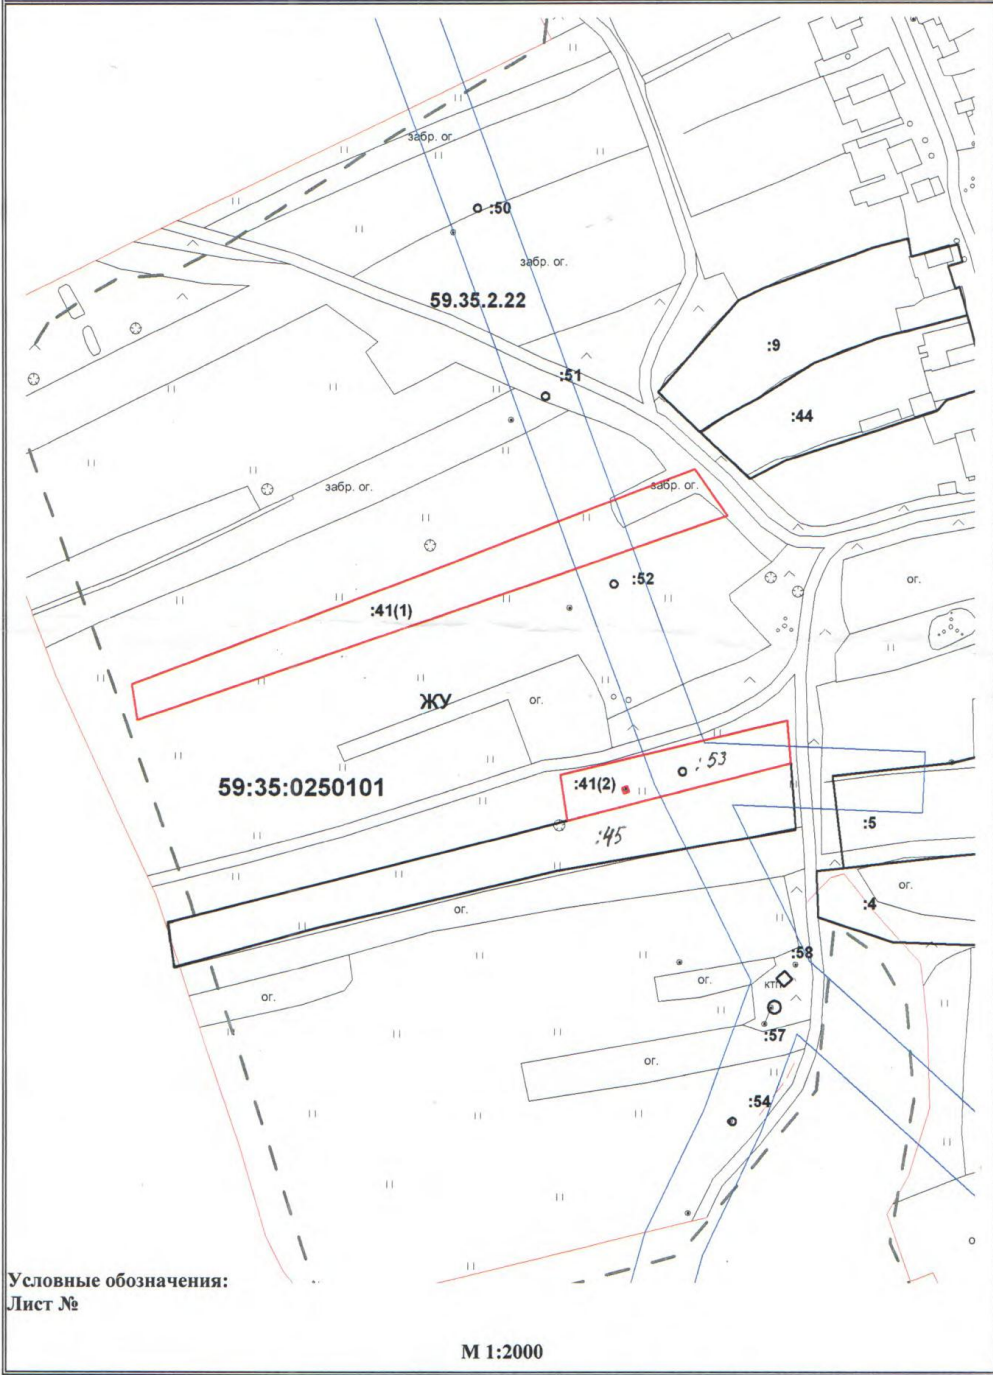 забр. ог.
:50
забр. ог.
59.35.2.22
:9
:51
:44
забр. ог.
забр. ог.
:52
ог.
:41(1)
ЖУ
ог.
:53
59:35:0250101
:41(2)
:5
:45
ог.
:4
ог.
:58
ог.
ктп
ог.
:57
ог.
:54
о
Условные обозначения:
Лист №
М 1:2000